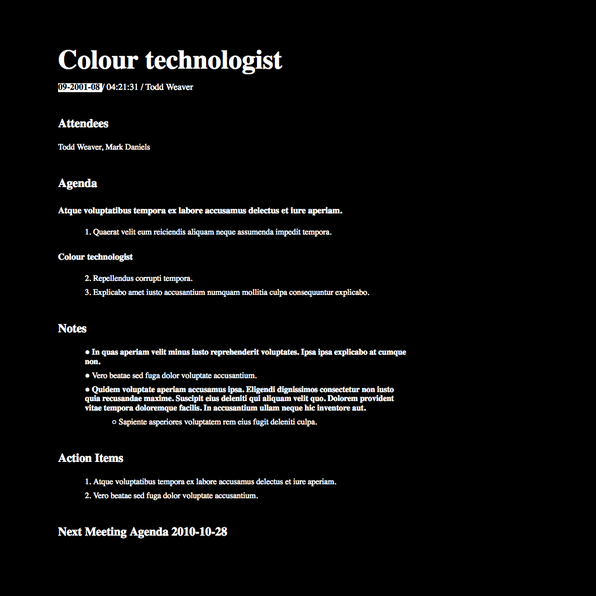 Colour technologist
09-2001-08 / 04:21:31 / Todd Weaver
Attendees
Todd Weaver, Mark Daniels
Agenda
Atque voluptatibus tempora ex labore accusamus delectus et iure aperiam.
1. Quaerat velit eum reiciendis aliquam neque assumenda impedit tempora.
Colour technologist
2. Repellendus corrupti tempora.
3. Explicabo amet iusto accusantium numquam mollitia culpa consequuntur explicabo.
Notes
● In quas aperiam velit minus iusto reprehenderit voluptates. Ipsa ipsa explicabo at cumque
non.
● Vero beatae sed fuga dolor voluptate accusantium.
● Quidem voluptate aperiam accusamus ipsa. Eligendi dignissimos consectetur non iusto
quia recusandae maxime. Suscipit eius deleniti qui aliquam velit quo. Dolorem provident
vitae tempora doloremque facilis. In accusantium ullam neque hic inventore aut.
○ Sapiente asperiores voluptatem rem eius fugit deleniti culpa.
Action Items
1. Atque voluptatibus tempora ex labore accusamus delectus et iure aperiam.
2. Vero beatae sed fuga dolor voluptate accusantium.
Next Meeting Agenda 2010-10-28